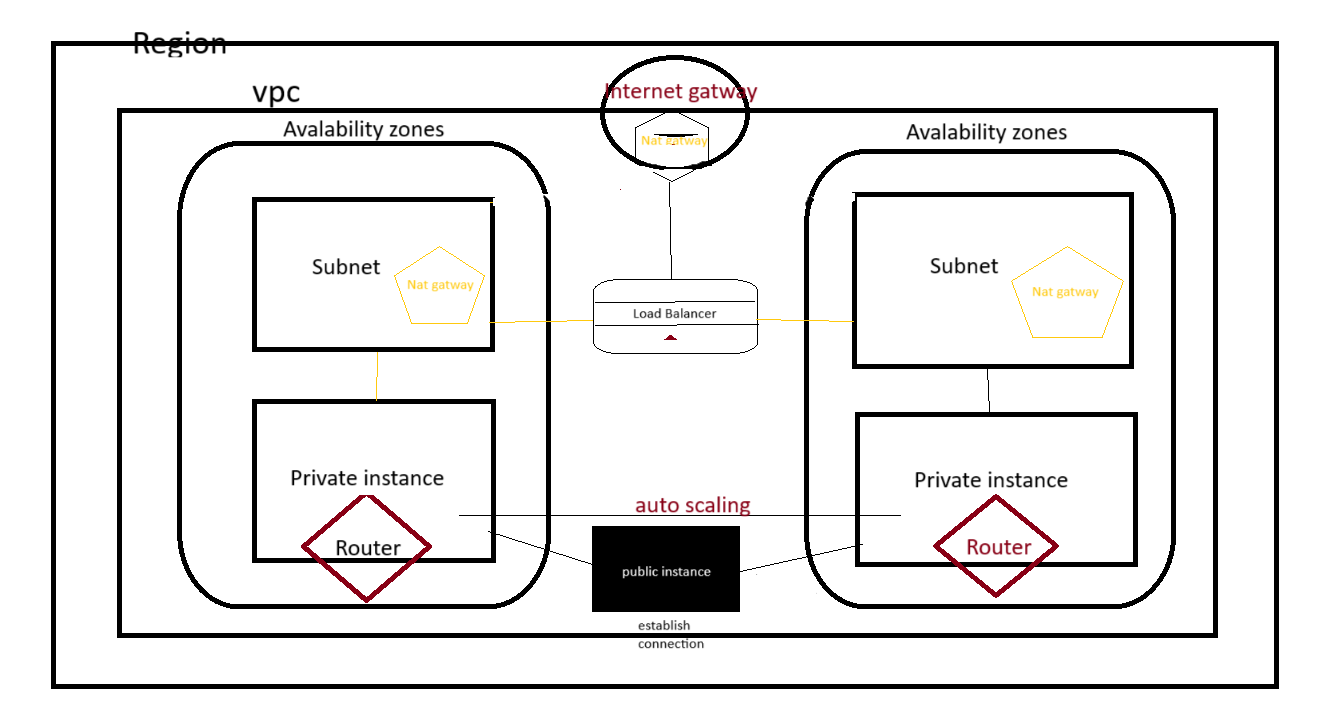 Region
vpc
Internet gatway
Avalability zones
Avalability zones
Nat gatway
Subnet
Nat gatway
Subnet
Nat gatway
Load Balancer
Private instance
Private instance
auto scaling
Router
Router
public instance
establish
connection